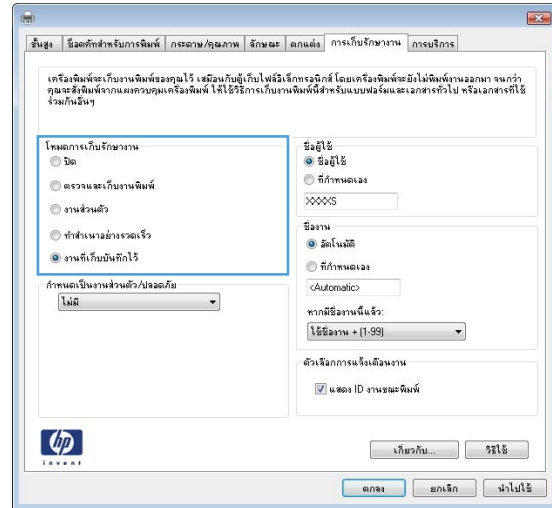 ขั้นสูง ช็อตคัทสำหรับการพิมพ์ กระดาษ/คุณภาพ ลักษณะ ตกแต่ง การเก็บรักษางาน การบริการ
เครื่องพิมพ์จะเก็บงานพิมพ์ของคุณไว้ เสมือนกับตู้เก็บไฟล์อิเล็กทรอนิกส์ โดยเครื่องพิมพ์จะยังไม่พิมพ์งานออกมา จนกว่า
คุณจะสั่งพิมพ์จากแผงควบคุมเครื่องพิมพ์ ใช้ใช้วิธีการเก็บงานพิมพ์นี้สำหรับแบบฟอร์มและเอกสารทั่วไป หรือเอกสารที่ใช้
ร่วมกันอื่นๆ
โหมดการเก็บรักษางาน
ปิด
ตรวจและเก็บงานพิมพ์
งานส่วนตัว
ทำสำเนาอย่างรวดเร็ว
งานที่เก็บบันทึกไว้
กำหนดเป็นงานส่วนตัว/ปลอดภัย
ไม่มี
ชื่อผู้ใช้
ชื่อผู้ใช้
ที่กำหนดเอง
XXXXS
ชื่องาน
อัตโนมัติ
ที่กำหนดเอง
<Automatic>
หากมีชื่องานนี้แล้ว:
ใช้ชื่องาน + (1-99)
ตัวเลือกการแจ้งเตือนงาน
แสดง ID งานขณะพิมพ์
hp
invent
เกี่ยวกับ... วิธีใช้
ตกลง ยกเลิก นำไปใช้